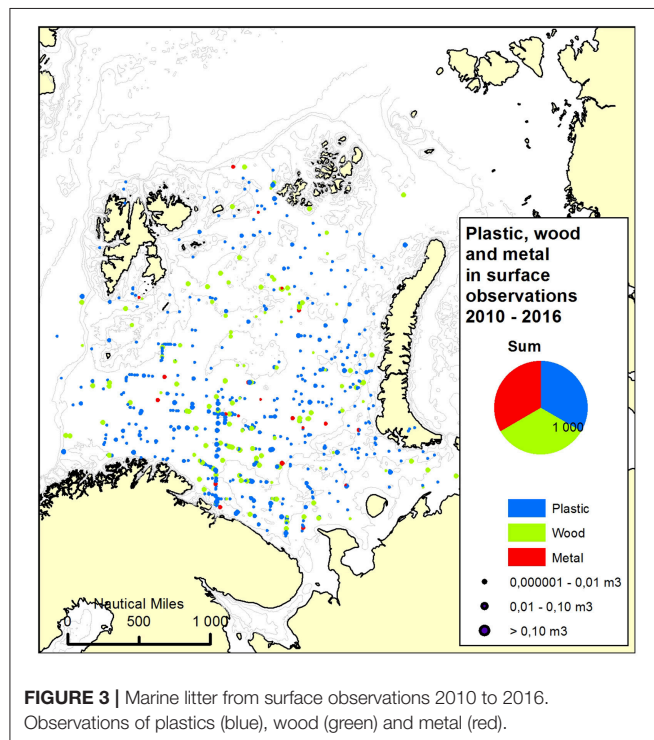 Plastic, wood
and metal
in surface
observations
2010 - 2016
Sum
1 000
Plastic
Wood
Metal
0,000001 - 0,01 m3
0,01 - 0,10 m3
> 0,10 m3
Nautical Miles
0 500 1 000
FIGURE 3 | Marine litter from surface observations 2010 to 2016.
Observations of plastics (blue), wood (green) and metal (red).